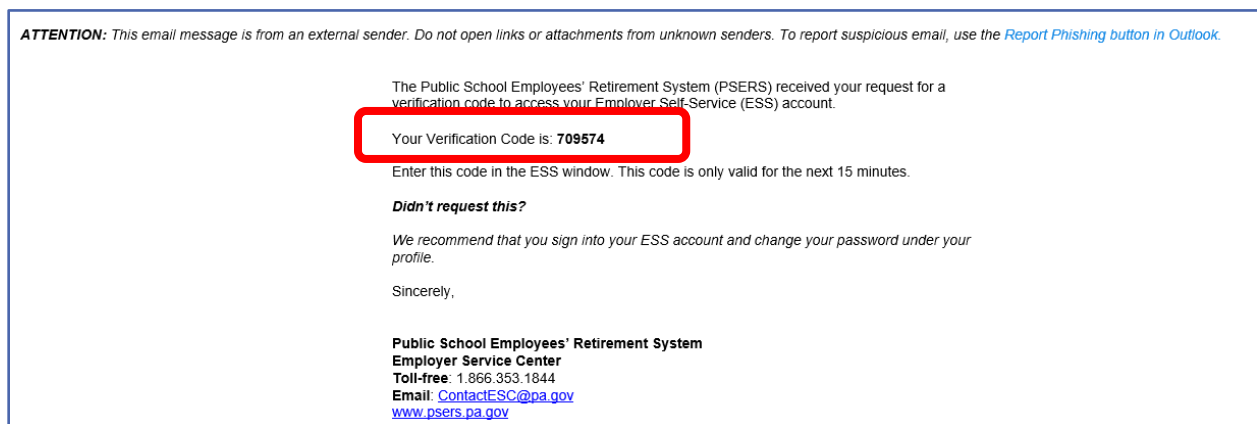 ATTENTION: This email message is from an external sender. Do not open links or attachments from unknown senders. To report suspicious email, use the Report Phishing button in Outlook.
The Public School Employees' Retirement System (PSERS) received your request for a
verification code to access your Employer Self-Service (ESS) account.
Your Verification Code is: 709574
Enter this code in the ESS window. This code is only valid for the next 15 minutes.
Didn't request this?
We recommend that you sign into your ESS account and change your password under your
profile.
Sincerely,
Public School Employees' Retirement System
Employer Service Center
Toll-free: 1.866.353.1844
Email: ContactESC@pa.gov
www.psers.pa.gov